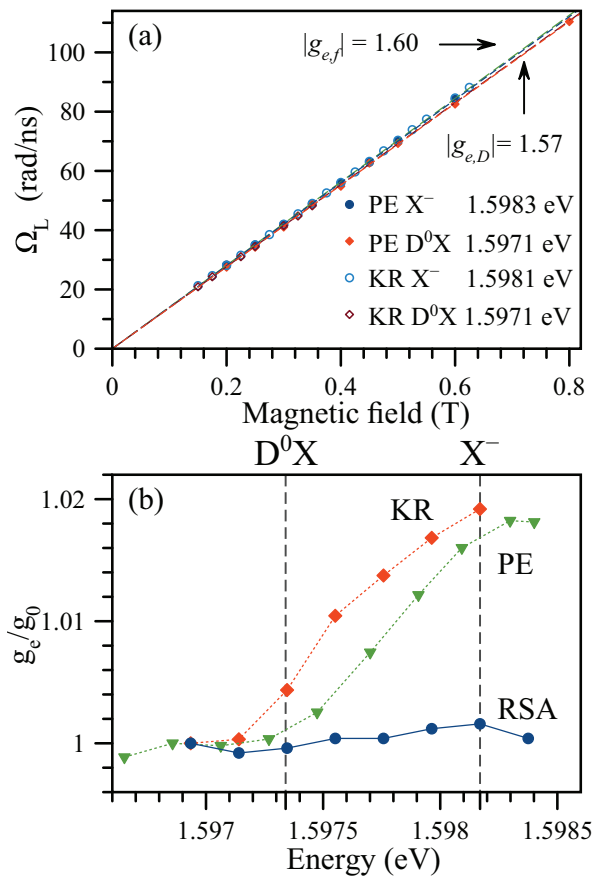 (a)
|g_{e,f}| = 1.60
|g_{e,D}|= 1.57
Ω_L (rad/ns)
100
80
60
40
20
0
PE X⁻ 1.5983 eV
PE D⁰X 1.5971 eV
KR X⁻ 1.5981 eV
KR D⁰X 1.5971 eV
0 0.2 0.4 0.6 0.8
Magnetic field (T)
D⁰X X⁻
(b)
KR
PE
RSA
g_e/g_0
1.02
1.01
1
1.597 1.5975 1.598 1.5985
Energy (eV)